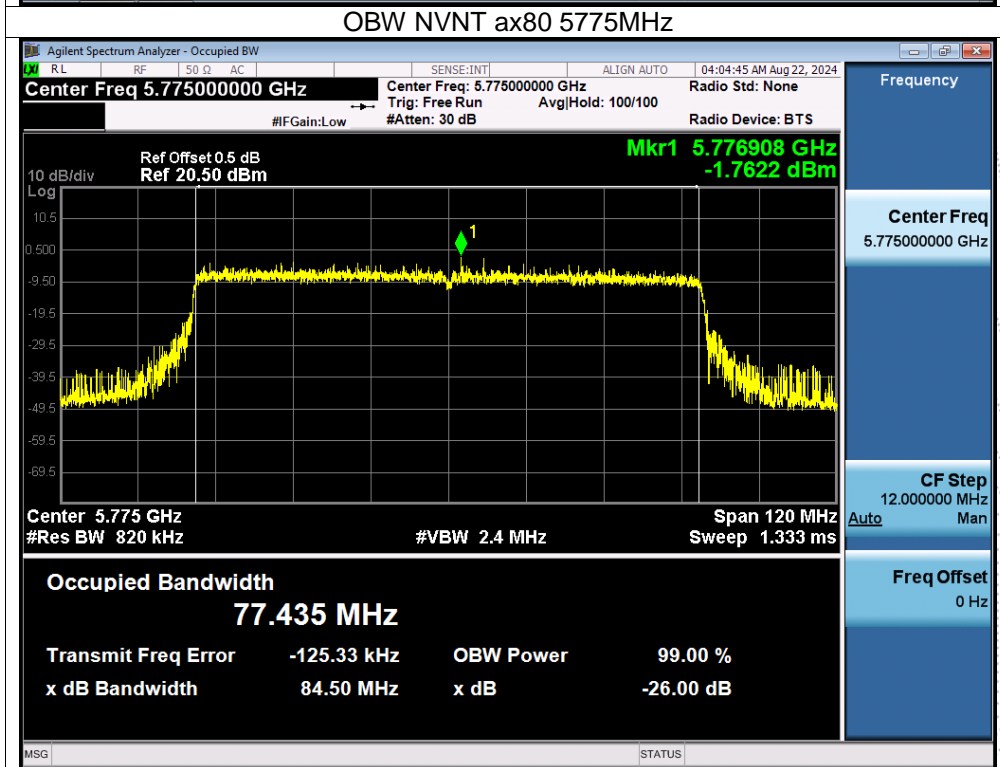 OBW NVNT ax80 5775MHz
Agilent Spectrum Analyzer - Occupied BW
LXI RL RF 50 Ω AC SENSE:INT ALIGN AUTO 04:04:45 AM Aug 22, 2024
Center Freq 5.775000000 GHz
Center Freq: 5.775000000 GHz Radio Std: None
Trig: Free Run Avg|Hold: 100/100
#IFGain:Low #Atten: 30 dB Radio Device: BTS
Frequency
Mkr1 5.776908 GHz
-1.7622 dBm
Ref Offset 0.5 dB
10 dB/div Ref 20.50 dBm
Log
10.5
0.500
-9.50
-19.5
-29.5
-39.5
-49.5
-59.5
-69.5
1
Center 5.775 GHz Span 120 MHz
#Res BW 820 kHz #VBW 2.4 MHz Sweep 1.333 ms
Center Freq
5.775000000 GHz
CF Step
12.000000 MHz
Auto Man
Freq Offset
0 Hz
Occupied Bandwidth
77.435 MHz
Transmit Freq Error -125.33 kHz OBW Power 99.00 %
x dB Bandwidth 84.50 MHz x dB -26.00 dB
MSG STATUS